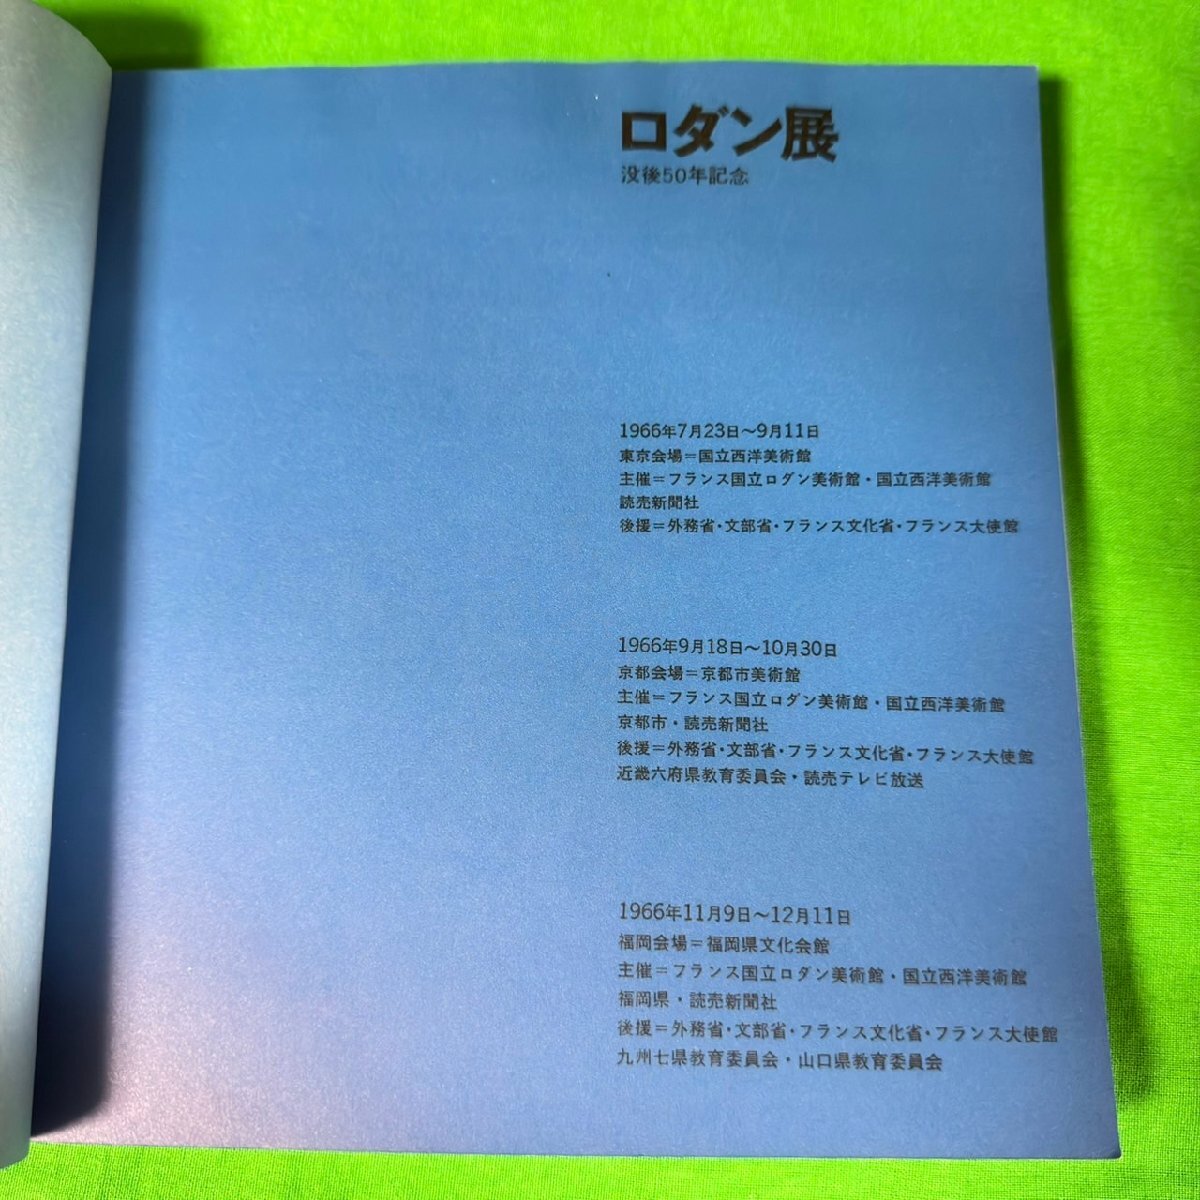 ロダン展
没後50年記念
1966年7月23日〜9月11日
東京会場＝国立西洋美術館
主催＝フランス国立ロダン美術館・国立西洋美術館
読売新聞社
後援＝外務省・文部省・フランス文化省・フランス大使館
1966年9月18日〜10月30日
京都会場＝京都市美術館
主催＝フランス国立ロダン美術館・国立西洋美術館
京都市・読売新聞社
後援＝外務省・文部省・フランス文化省・フランス大使館
近畿六府県教育委員会・読売テレビ放送
1966年11月9日〜12月11日
福岡会場＝福岡県文化会館
主催＝フランス国立ロダン美術館・国立西洋美術館
福岡県・読売新聞社
後援＝外務省・文部省・フランス文化省・フランス大使館
九州七県教育委員会・山口県教育委員会